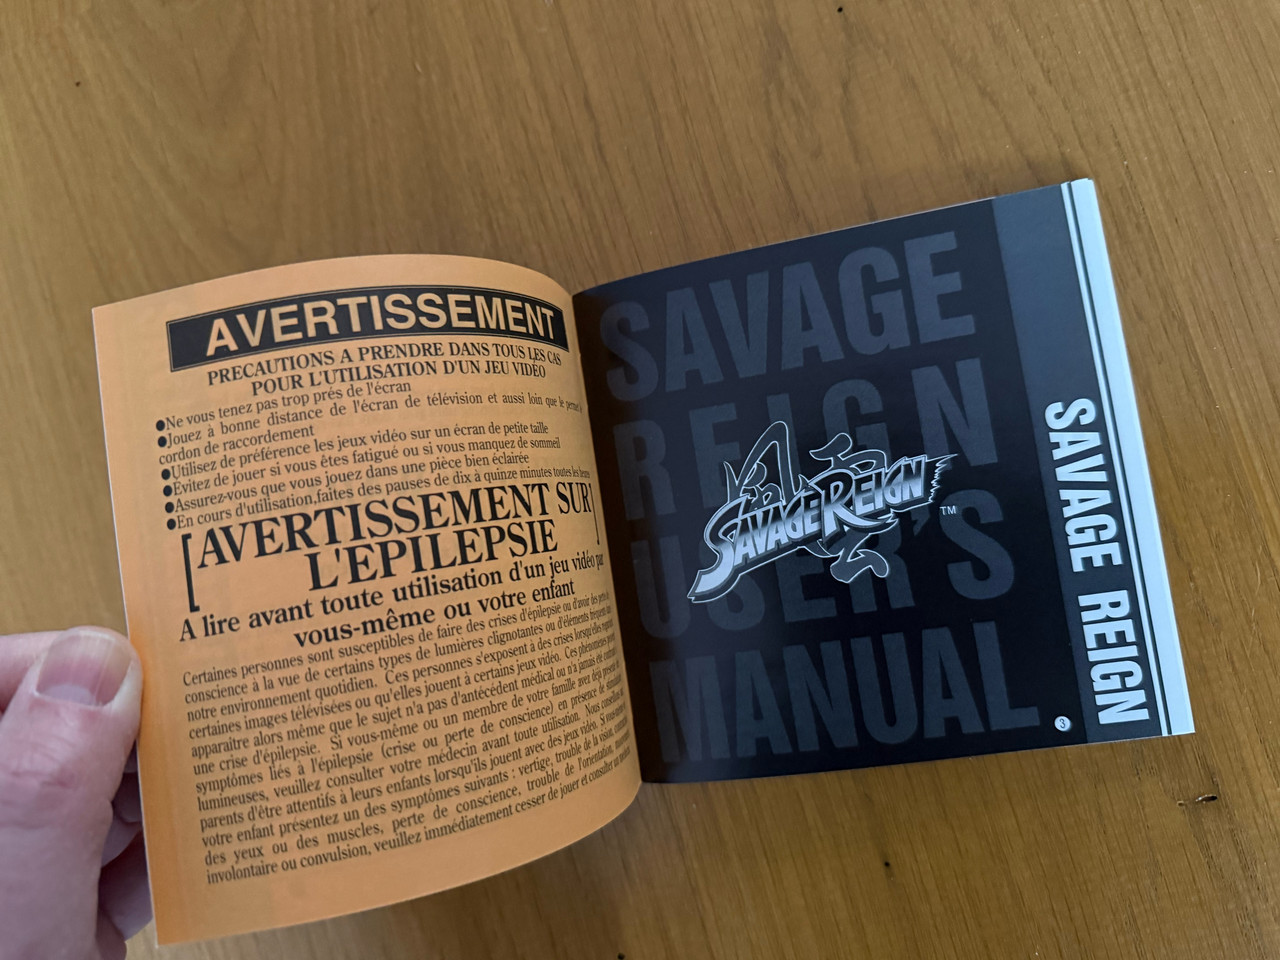 AVERTISSEMENT
PRECAUTIONS A PRENDRE DANS TOUS LES CAS
POUR L'UTILISATION D'UN JEU VIDÉO
●Ne vous tenez pas trop prés de l'écran
●Jouez à bonne distance de l'écran de télévision et aussi loin que le
cordon de raccordement
●Utilisez de préférence les jeux vidéo sur un écran de petite taille
●Evitez de jouer si vous êtes fatigué ou si vous manquez de sommeil
●Assurez-vous que vous jouez dans une pièce bien éclairée
●En cours d'utilisation,faites des pauses de dix à quinze minutes toutes les heures
[AVERTISSEMENT SUR
L'EPILEPSIE]
A lire avant toute utilisation d'un jeu vidéo par
vous-même ou votre enfant
Certaines personnes sont susceptibles de faire des crises d'épilepsie ou d'avoir des pertes de
conscience à la vue de certains types de lumières clignotantes ou d'éléments fréquents dans
notre environnement quotidien. Ces personnes s'exposent à des crises lorsqu'elles regardent
certaines images télévisées ou qu'elles jouent à certains jeux vidéo. Ces phénomènes peuvent
apparaître alors même que le sujet n'a pas d'antécédent médical ou n'a jamais été confronté à
une crise d'épilepsie. Si vous-même ou un membre de votre famille avez déjà présenté des
symptômes liés à l'épilepsie (crise ou perte de conscience) en présence de stimulations
lumineuses, veuillez consulter votre médecin avant toute utilisation. Nous conseillons aux
parents d'être attentifs à leurs enfants lorsqu'ils jouent avec des jeux vidéo. Si vous-même ou
votre enfant présentez un des symptômes suivants : vertige, trouble de la vision, contraction
des yeux ou des muscles, perte de conscience, trouble de l'orientation, mouvement
involontaire ou convulsion, veuillez immédiatement cesser de jouer et consulter un médecin
SAVAGE
REIGN
USER'S
MANUAL.
SAVAGE REIGN
TM
3
SAVAGE REIGN